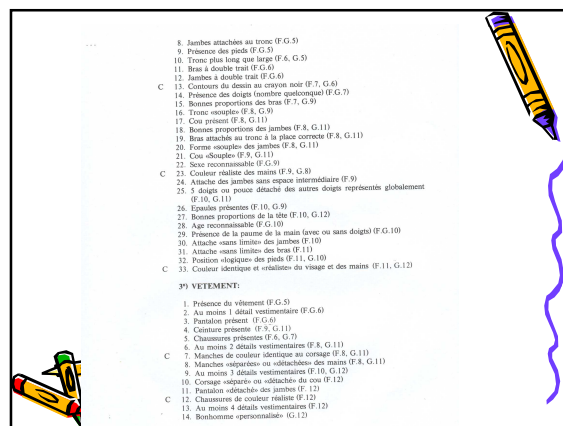 8. Jambes attachées au tronc (F.G.5)
9. Présence des pieds (F.G.5)
10. Tronc plus long que large (F.6, G.5)
11. Bras à double trait (F.G.6)
12. Jambes à double trait (F.G.6)
C 13. Contours du dessin au crayon noir (F.7, G.6)
14. Présence des doigts (nombre quelconque) (F.G.7)
15. Bonnes proportions des bras (F.7, G.9)
16. Tronc «souple» (F.8, G.9)
17. Cou présent (F.8, G.11)
18. Bonnes proportions des jambes (F.8, G.11)
19. Bras attachés au tronc à la place correcte (F.8, G.11)
20. Forme «souple» des jambes (F.8, G.11)
21. Cou «Souple» (F.9, G.11)
22. Sexe reconnaissable (F.G.9)
C 23. Couleur réaliste des mains (F.9, G.8)
24. Attache des jambes sans espace intermédiaire (F.9)
25. 5 doigts ou pouce détaché des autres doigts représentés globalement
(F.10, G.11)
26. Epaules présentes (F.10, G.9)
27. Bonnes proportions de la tête (F.10, G.12)
28. Age reconnaissable (F.G.10)
29. Présence de la paume de la main (avec ou sans doigts) (F.G.10)
30. Attache «sans limite» des jambes (F.10)
31. Attache «sans limite» des bras (F.11)
32. Position «logique» des pieds (F.11, G.10)
C 33. Couleur identique et «réaliste» du visage et des mains (F.11, G.12)
3°) VETEMENT:
1. Présence du vêtement (F.G.5)
2. Au moins 1 détail vestimentaire (F.G.6)
3. Pantalon présent (F.G.6)
4. Ceinture présente (F.9, G.11)
5. Chaussures présentes (F.6, G.7)
6. Au moins 2 détails vestimentaires (F.8, G.11)
C 7. Manches de couleur identique au corsage (F.8, G.11)
8. Manches «séparées» ou «détachées» des mains (F.8, G.11)
9. Au moins 3 détails vestimentaires (F.10, G.12)
10. Corsage «séparé» ou «détaché» du cou (F.12)
11. Pantalon «détaché» des jambes (F. 12)
C 12. Chaussures de couleur réaliste (F.12)
13. Au moins 4 détails vestimentaires (F.12)
14. Bonhomme «personnalisé» (G.12)